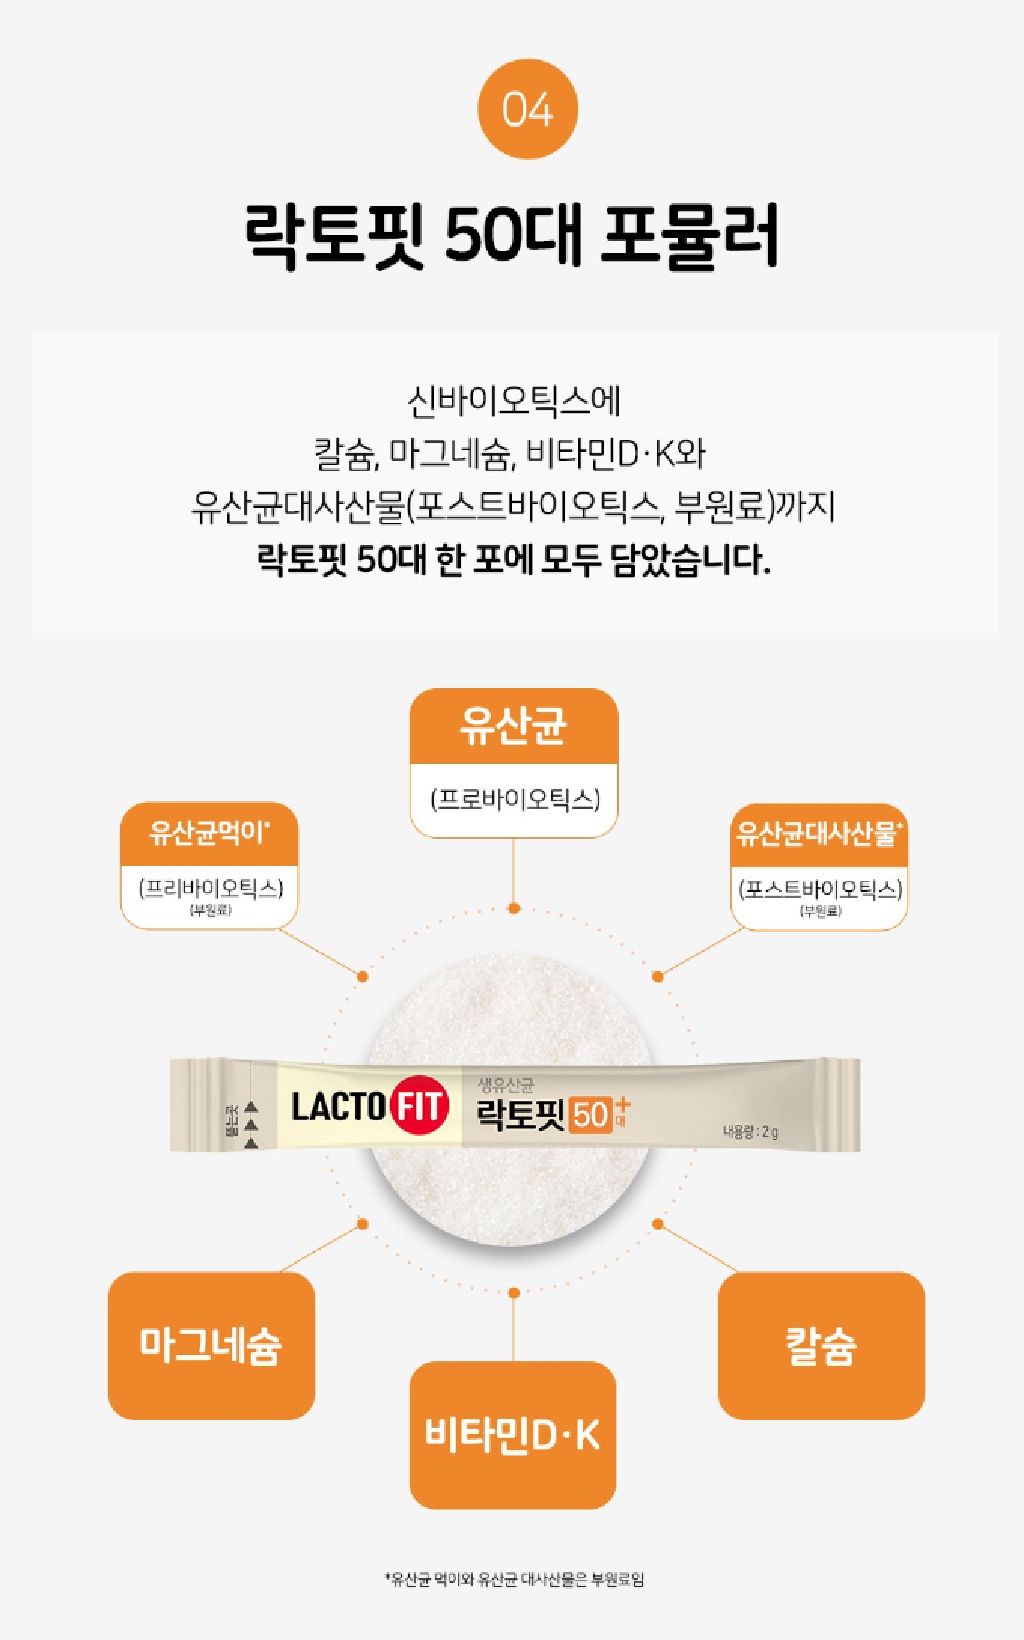 04
락토핏 50대 포뮬러
신바이오틱스에
칼슘, 마그네슘, 비타민D·K와
유산균대사산물(포스트바이오틱스, 부원료)까지
락토핏 50대 한 포에 모두 담았습니다.
유산균
(프로바이오틱스)
유산균먹이*
(프리바이오틱스)
(부원료)
유산균대사산물*
(포스트바이오틱스)
(부원료)
LACTO FIT
생유산균
락토핏 50+대
내용량 : 2 g
마그네슘
칼슘
비타민D·K
*유산균 먹이와 유산균 대사산물은 부원료임